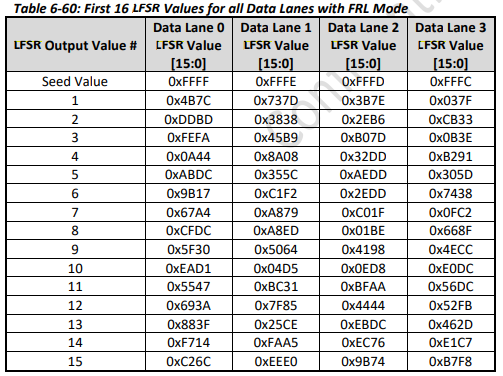 Table 6-60: First 16 LFSR Values for all Data Lanes with FRL Mode
LFSR Output Value # Data Lane 0 LFSR Value [15:0] Data Lane 1 LFSR Value [15:0] Data Lane 2 LFSR Value [15:0] Data Lane 3 LFSR Value [15:0]
Seed Value 0xFFFF 0xFFFE 0xFFFD 0xFFFC
1 0x4B7C 0x737D 0x3B7E 0x037F
2 0xDDBD 0x3838 0x2EB6 0xCB33
3 0xFEFA 0x45B9 0xB07D 0x0B3E
4 0x0A44 0x8A08 0x32DD 0xB291
5 0xABDC 0x355C 0xAEDD 0x305D
6 0x9B17 0xC1F2 0x2EDD 0x7438
7 0x67A4 0xA879 0xC01F 0x0FC2
8 0xCFDC 0xA8ED 0x01BE 0x668F
9 0x5F30 0x5064 0x4198 0x4ECC
10 0xEAD1 0x04D5 0x0ED8 0xE0DC
11 0x5547 0xBC31 0xBFAA 0x56DC
12 0x693A 0x7F85 0x4444 0x52FB
13 0x883F 0x25CE 0xEBDC 0x462D
14 0xF714 0xFAA5 0xEC76 0xE1C7
15 0xC26C 0xEEE0 0x9B74 0xB7F8